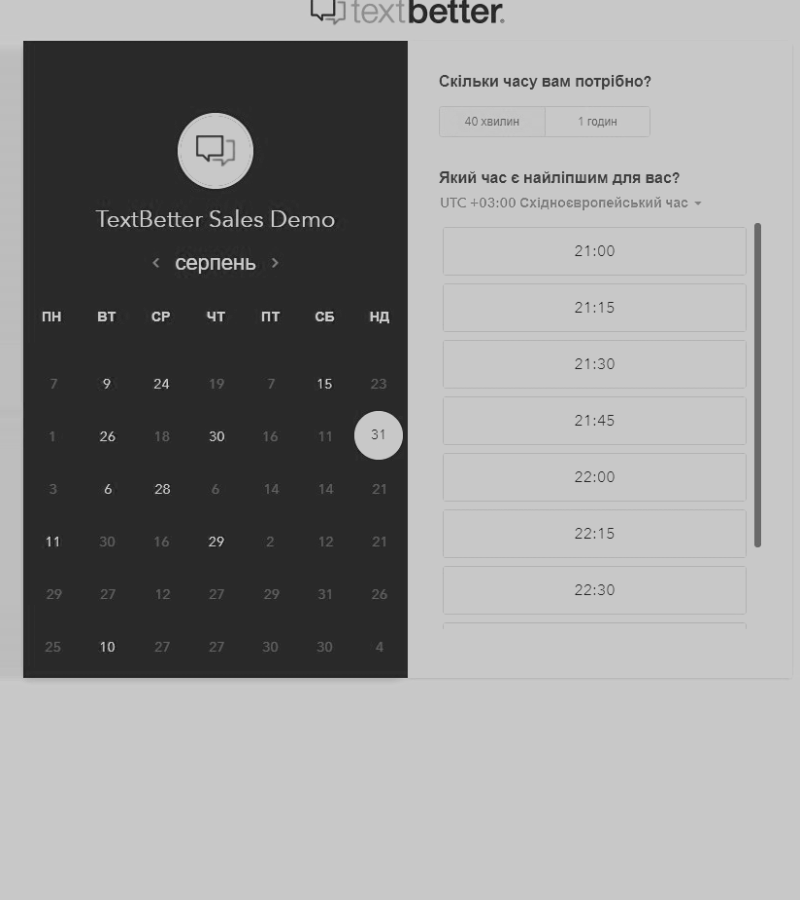 textbetter.
TextBetter Sales Demo
‹ серпень ›
ПН ВТ СР ЧТ ПТ СБ НД
7 9 24 19 7 15 23
1 26 18 30 16 11 31
3 6 28 6 14 14 21
11 30 16 29 2 12 21
29 27 12 27 29 31 26
25 10 27 27 30 30 4
Скільки часу вам потрібно?
40 хвилин 1 годин
Який час є найліпшим для вас?
UTC +03:00 Східноєвропейський час
21:00
21:15
21:30
21:45
22:00
22:15
22:30